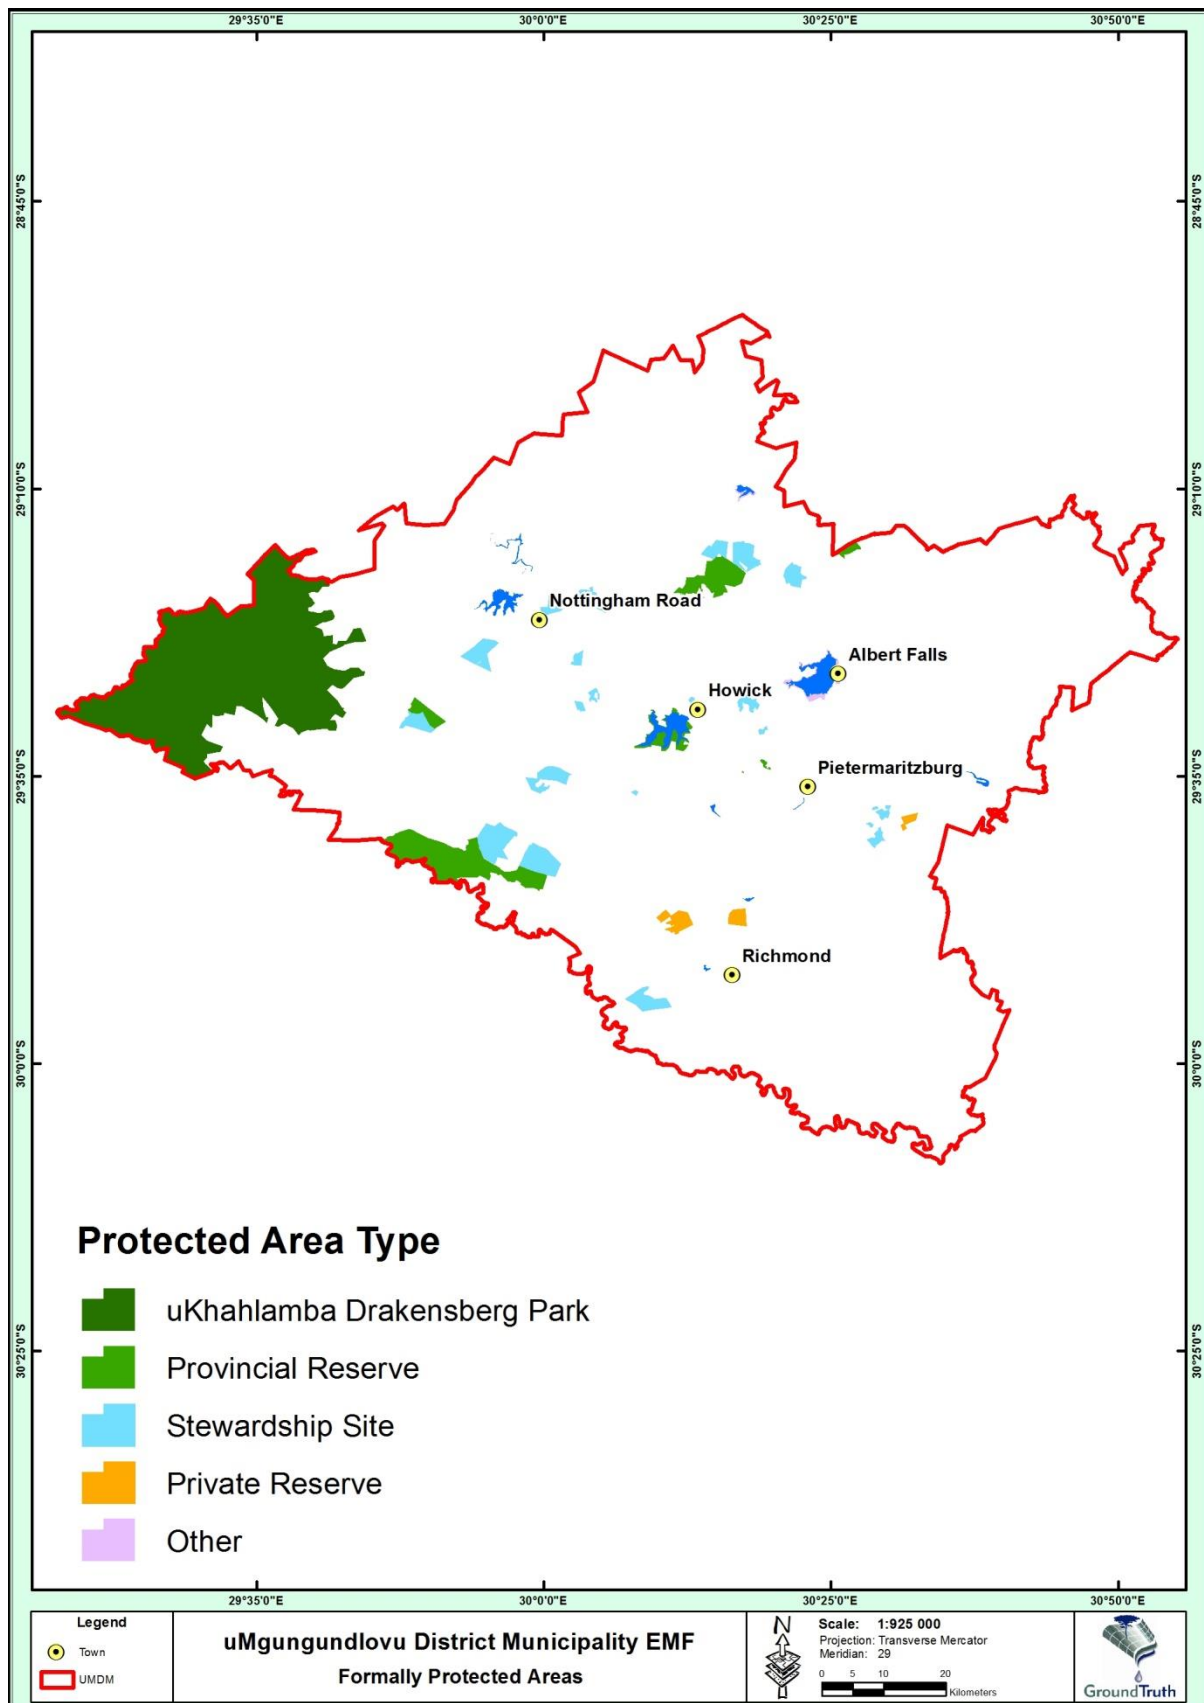 29°35'0"E 30°0'0"E 30°25'0"E 30°50'0"E
28°45'0"S 28°45'0"S
29°10'0"S 29°10'0"S
Nottingham Road
Albert Falls
Howick
Pietermaritzburg
29°35'0"S 29°35'0"S
Richmond
30°0'0"S 30°0'0"S
Protected Area Type
uKhahlamba Drakensberg Park
30°25'0"S 30°25'0"S
Provincial Reserve
Stewardship Site
Private Reserve
Other
29°35'0"E 30°0'0"E 30°25'0"E 30°50'0"E
Legend
Town
UMDM
uMgungundlovu District Municipality EMF
Formally Protected Areas
N
Scale: 1:925 000
Projection: Transverse Mercator
Meridian: 29
0 5 10 20
Kilometers
GroundTruth